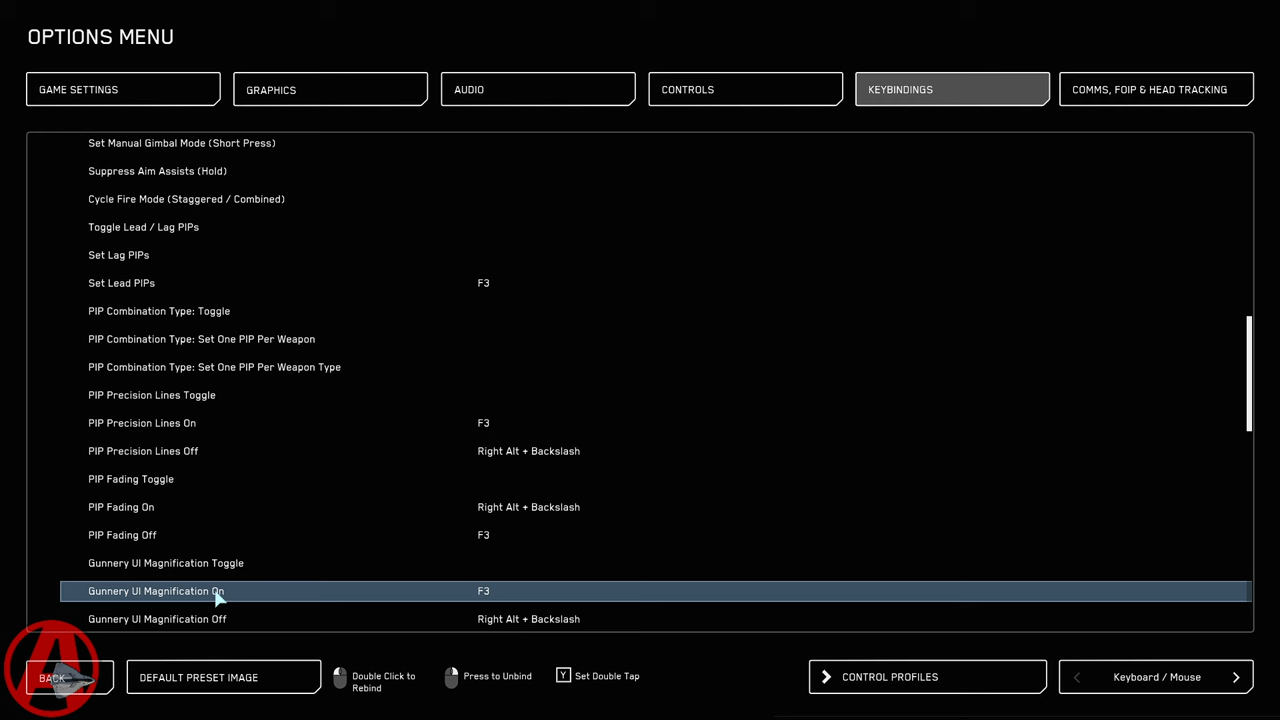 OPTIONS MENU
GAME SETTINGS
GRAPHICS
AUDIO
CONTROLS
KEYBINDINGS
COMMS, FOIP & HEAD TRACKING
Set Manual Gimbal Mode (Short Press)
Suppress Aim Assists (Hold)
Cycle Fire Mode (Staggered / Combined)
Toggle Lead / Lag PIPs
Set Lag PIPs
Set Lead PIPs F3
PIP Combination Type: Toggle
PIP Combination Type: Set One PIP Per Weapon
PIP Combination Type: Set One PIP Per Weapon Type
PIP Precision Lines Toggle
PIP Precision Lines On F3
PIP Precision Lines Off Right Alt + Backslash
PIP Fading Toggle
PIP Fading On Right Alt + Backslash
PIP Fading Off F3
Gunnery UI Magnification Toggle
Gunnery UI Magnification On F3
Gunnery UI Magnification Off Right Alt + Backslash
BACK
DEFAULT PRESET IMAGE
Double Click to
Rebind
Press to Unbind
Y Set Double Tap
CONTROL PROFILES
Keyboard / Mouse